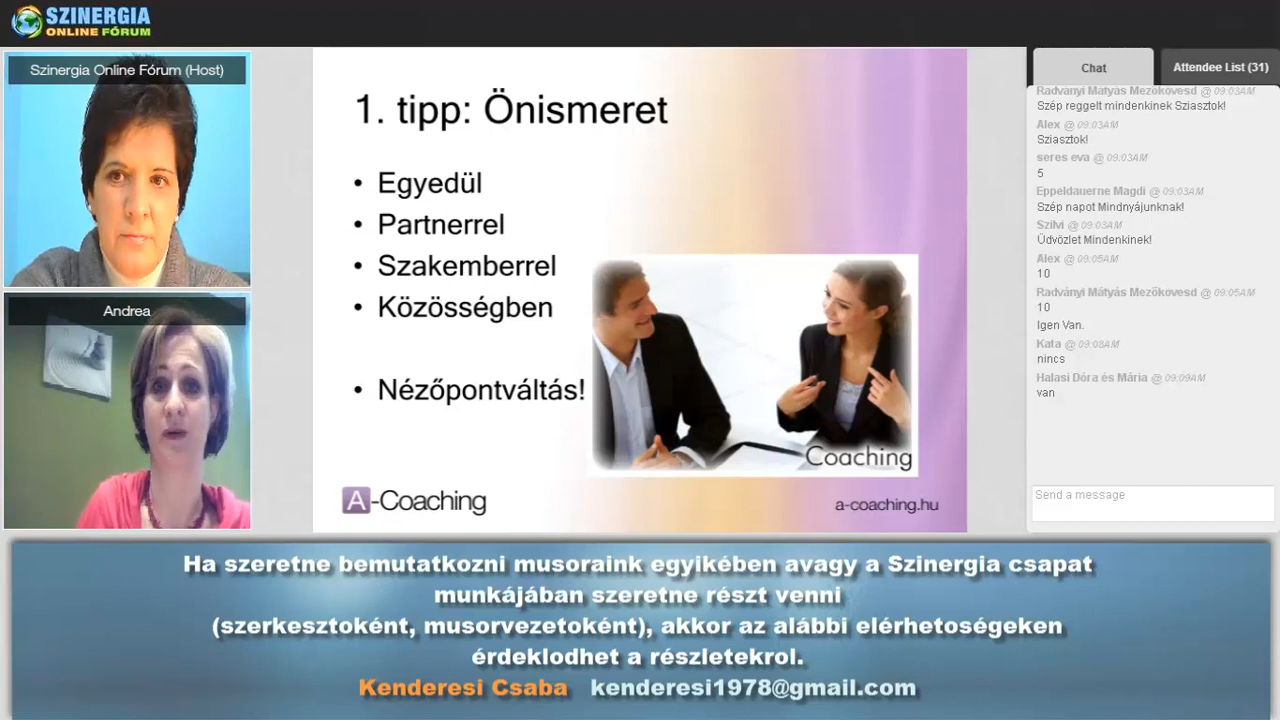 SZINERGIA
ONLINE FÓRUM
Szinergia Online Fórum (Host)
Andrea
1. tipp: Önismeret
• Egyedül
• Partnerrel
• Szakemberrel
• Közösségben
• Nézőpontváltás!
Coaching
A-Coaching
a-coaching.hu
Chat
Attendee List (31)
Radványi Mátyás Mezőkövesd @ 09:03AM
Szép reggelt mindenkinek Sziasztok!
Alex @ 09:03AM
Sziasztok!
seres eva @ 09:03AM
5
Eppeldauerne Magdi @ 09:03AM
Szép napot Mindnyájunknak!
Szilvi @ 09:03AM
Üdvözlet Mindenkinek!
Alex @ 09:05AM
10
Radványi Mátyás Mezőkövesd @ 09:05AM
10
Igen Van.
Kata @ 09:08AM
nincs
Halasi Dóra és Mária @ 09:09AM
van
Send a message
Ha szeretne bemutatkozni musoraink egyikében avagy a Szinergia csapat
munkájában szeretne részt venni
(szerkesztoként, musorvezetoként), akkor az alábbi elérhetoségeken
érdeklodhet a részletekrol.
Kenderesi Csaba kenderesi1978@gmail.com